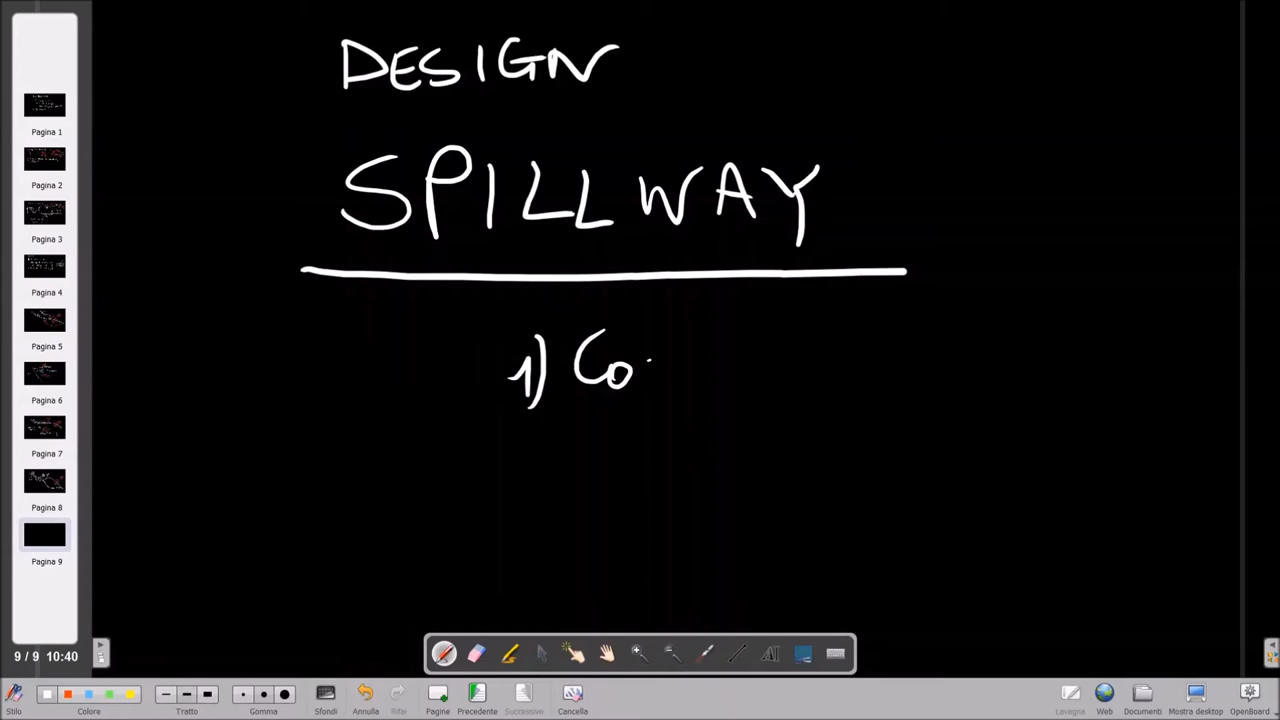 DESIGN
SPILLWAY
1) Co
Pagina 1
Pagina 2
Pagina 3
Pagina 4
Pagina 5
Pagina 6
Pagina 7
Pagina 8
Pagina 9
9 / 9 10:40
Stilo
Colore
Tratto
Gomma
Sfondi
Annulla
Rifai
Pagine
Precedente
Successivo
Cancella
Lavagna
Web
Documenti
Mostra desktop
OpenBoard